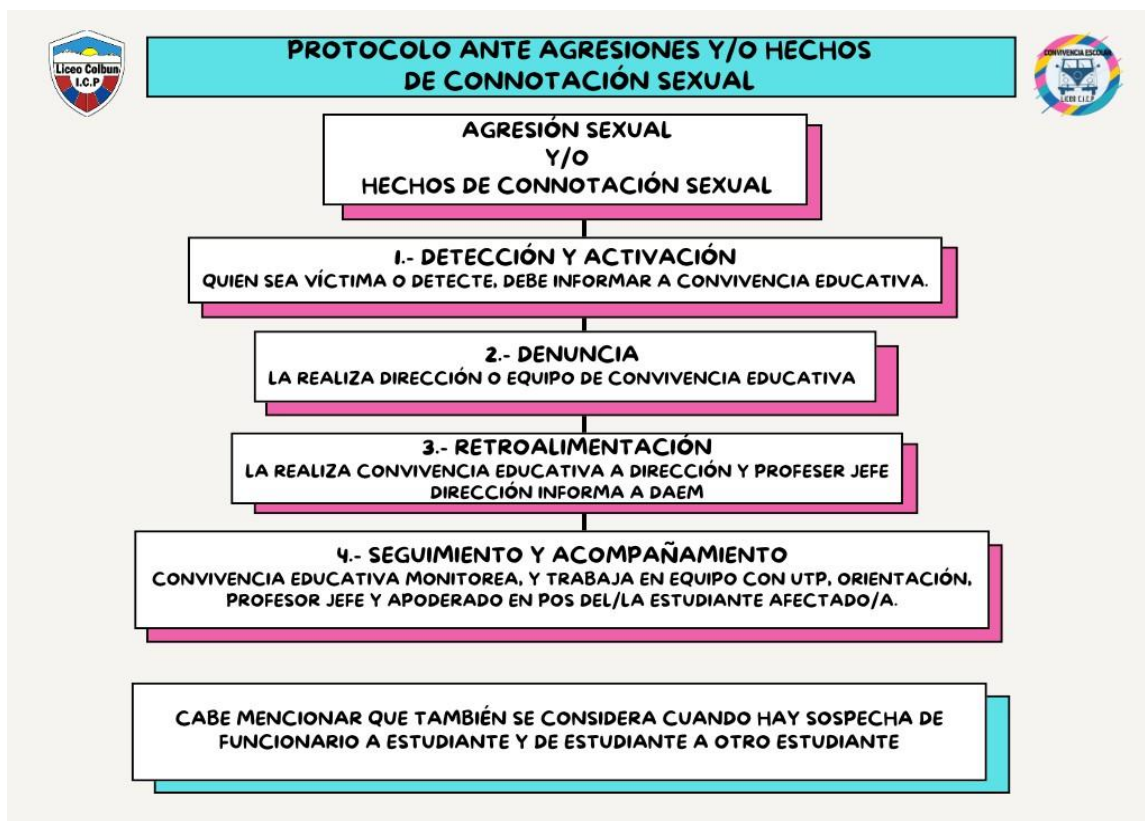 Liceo Colbun
I.C.P
PROTOCOLO ANTE AGRESIONES Y/O HECHOS
DE CONNOTACIÓN SEXUAL
CONVIVENCIA ESCOLAR
LICEO C.I.C.P
AGRESIÓN SEXUAL
Y/O
HECHOS DE CONNOTACIÓN SEXUAL
1.- DETECCIÓN Y ACTIVACIÓN
QUIEN SEA VÍCTIMA O DETECTE, DEBE INFORMAR A CONVIVENCIA EDUCATIVA.
2.- DENUNCIA
LA REALIZA DIRECCIÓN O EQUIPO DE CONVIVENCIA EDUCATIVA
3.- RETROALIMENTACIÓN
LA REALIZA CONVIVENCIA EDUCATIVA A DIRECCIÓN Y PROFESER JEFE
DIRECCIÓN INFORMA A DAEM
4.- SEGUIMIENTO Y ACOMPAÑAMIENTO
CONVIVENCIA EDUCATIVA MONITOREA, Y TRABAJA EN EQUIPO CON UTP, ORIENTACIÓN,
PROFESOR JEFE Y APODERADO EN POS DEL/LA ESTUDIANTE AFECTADO/A.
CABE MENCIONAR QUE TAMBIÉN SE CONSIDERA CUANDO HAY SOSPECHA DE
FUNCIONARIO A ESTUDIANTE Y DE ESTUDIANTE A OTRO ESTUDIANTE